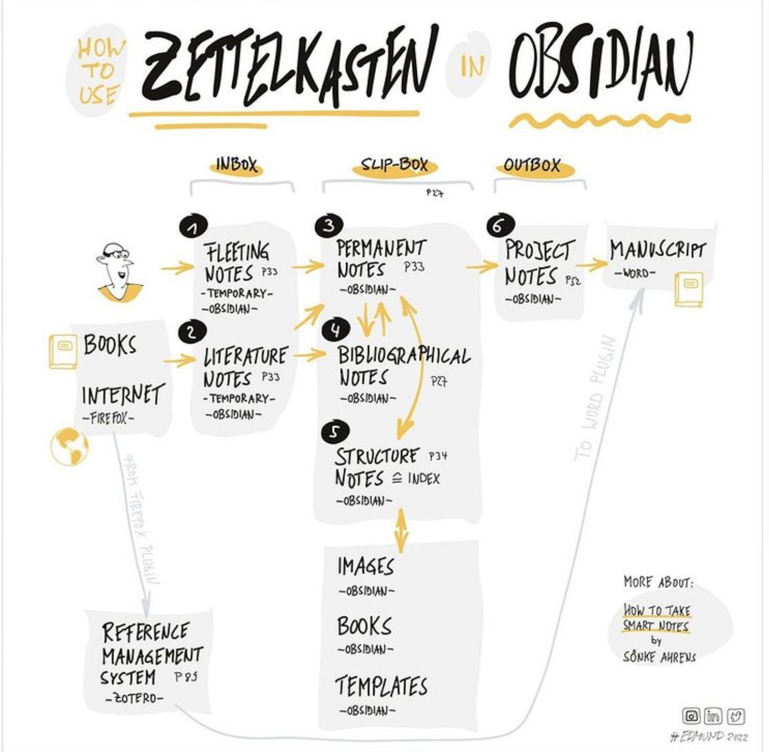 HOW TO USE ZETTELKASTEN IN OBSIDIAN
INBOX
SLIP-BOX
P27
OUTBOX
1
FLEETING
NOTES P33
-TEMPORARY-
-OBSIDIAN-
3
PERMANENT
NOTES P33
-OBSIDIAN-
6
PROJECT
NOTES P52
-OBSIDIAN-
MANUSCRIPT
-WORD-
BOOKS
INTERNET
-FIREFOX-
2
LITERATURE
NOTES P33
-TEMPORARY-
-OBSIDIAN-
4
BIBLIOGRAPHICAL
NOTES P27
-OBSIDIAN-
5
STRUCTURE P34
NOTES ≙ INDEX
-OBSIDIAN-
IMAGES
-OBSIDIAN-
BOOKS
-OBSIDIAN-
TEMPLATES
-OBSIDIAN-
FROM FIREFOX PLUGIN
REFERENCE
MANAGEMENT
SYSTEM P85
-ZOTERO-
TO WORD PLUGIN
MORE ABOUT:
HOW TO TAKE
SMART NOTES
by
SÖNKE AHRENS
in
#EDMUND 2022